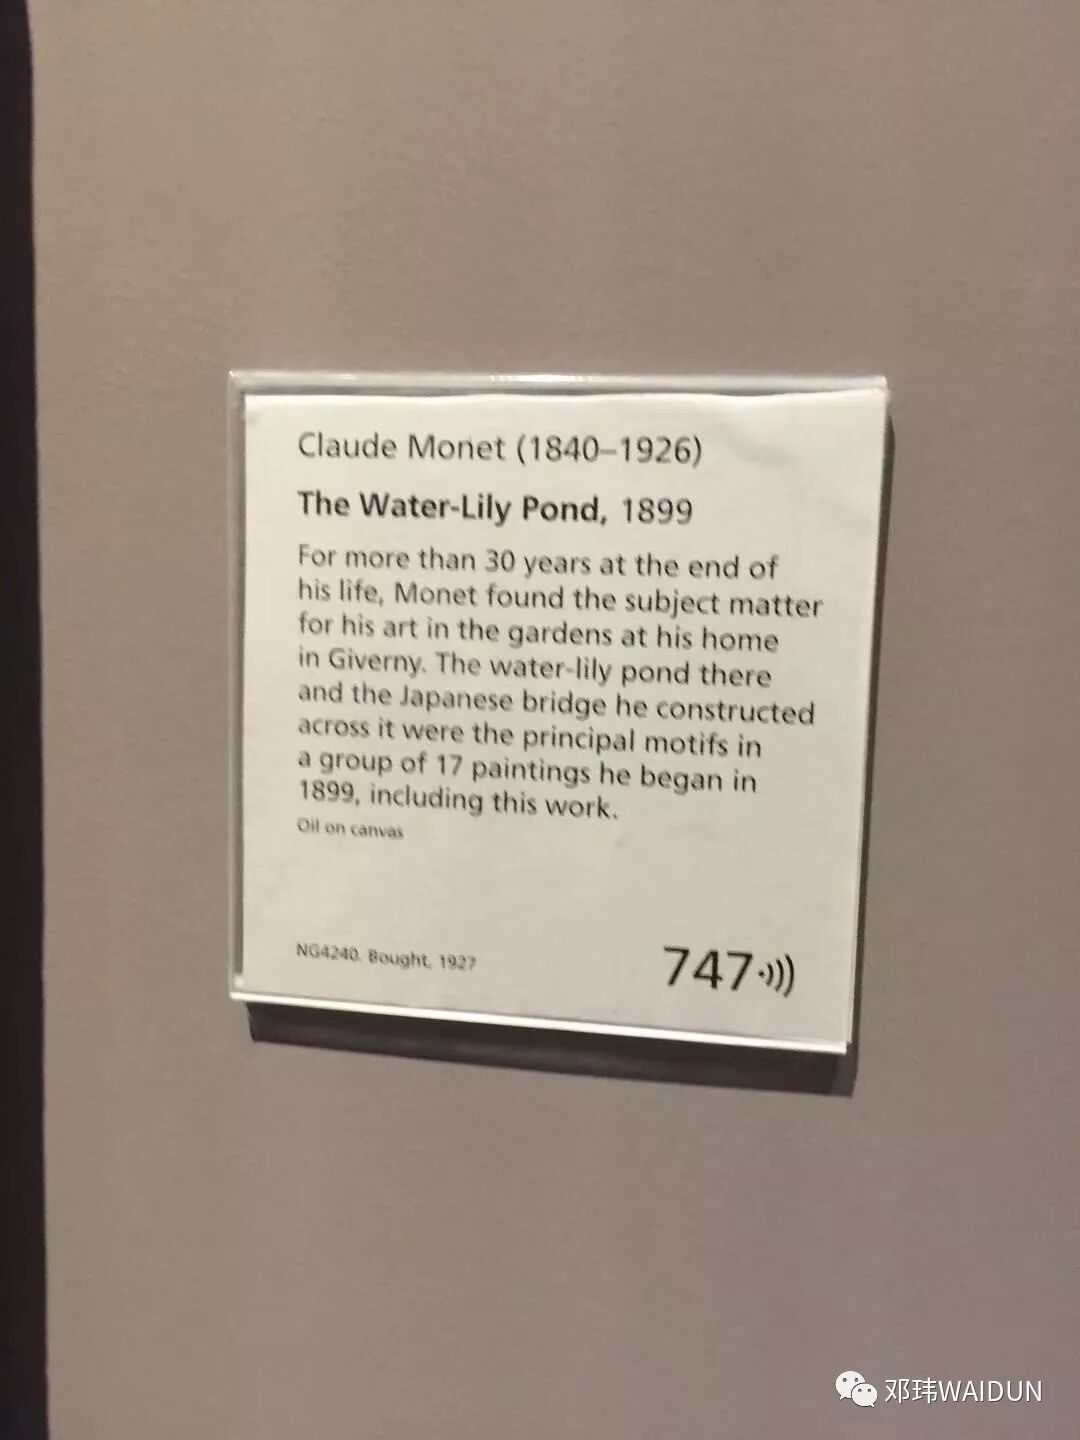 Claude Monet (1840–1926)
The Water-Lily Pond, 1899
For more than 30 years at the end of
his life, Monet found the subject matter
for his art in the gardens at his home
in Giverny. The water-lily pond there
and the Japanese bridge he constructed
across it were the principal motifs in
a group of 17 paintings he began in
1899, including this work.
Oil on canvas
NG4240. Bought, 1927
747
邓玮WAIDUN